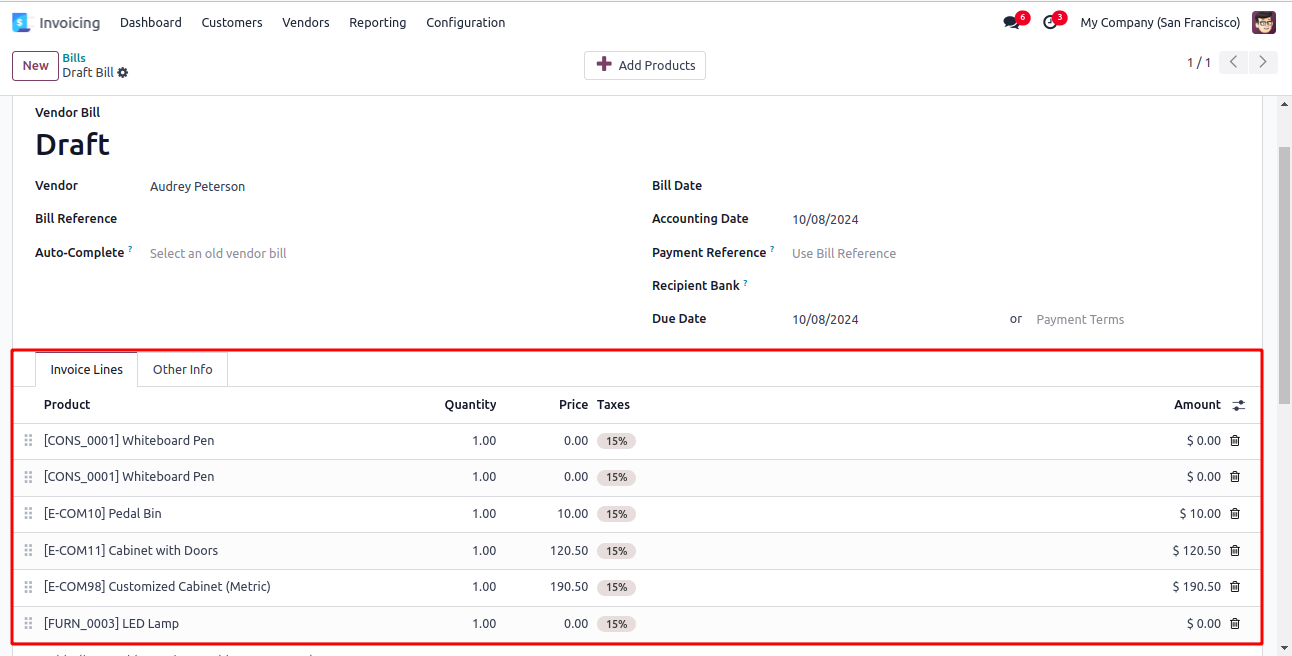 Invoicing Dashboard Customers Vendors Reporting Configuration 6 3 My Company (San Francisco)
New Bills Add Products 1 / 1
Draft Bill
Vendor Bill
Draft
Vendor Audrey Peterson Bill Date
Bill Reference Accounting Date 10/08/2024
Auto-Complete ? Select an old vendor bill Payment Reference ? Use Bill Reference
Recipient Bank ?
Due Date 10/08/2024 or Payment Terms
Invoice Lines Other Info
Product Quantity Price Taxes Amount
[CONS_0001] Whiteboard Pen 1.00 0.00 15% $ 0.00
[CONS_0001] Whiteboard Pen 1.00 0.00 15% $ 0.00
[E-COM10] Pedal Bin 1.00 10.00 15% $ 10.00
[E-COM11] Cabinet with Doors 1.00 120.50 15% $ 120.50
[E-COM98] Customized Cabinet (Metric) 1.00 190.50 15% $ 190.50
[FURN_0003] LED Lamp 1.00 0.00 15% $ 0.00